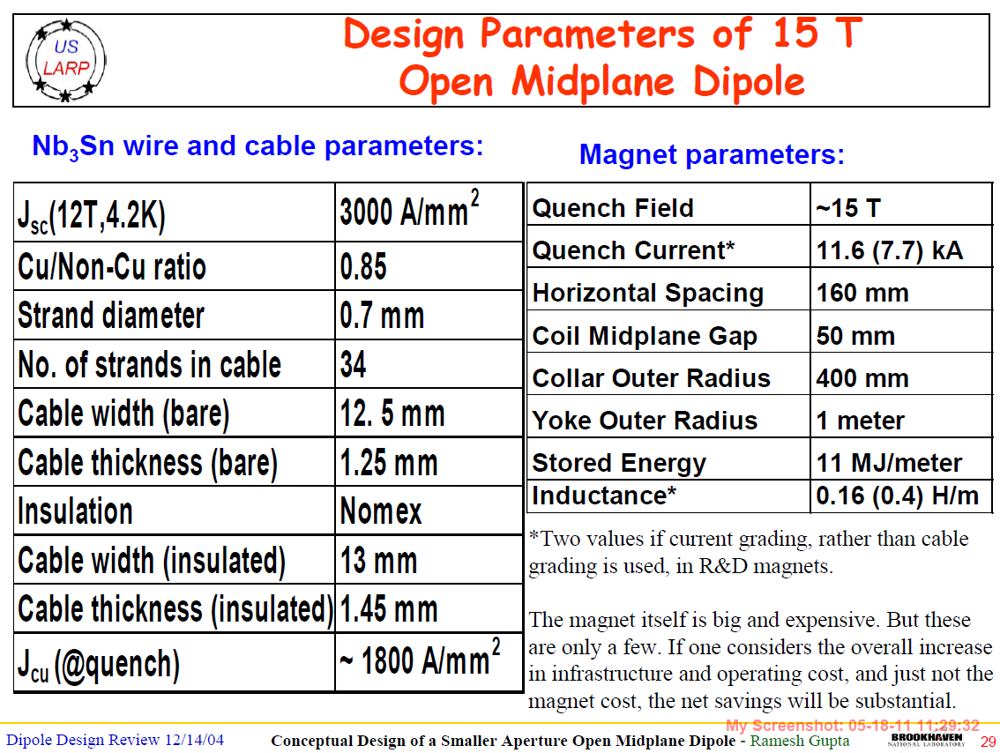 US
LARP
Design Parameters of 15 T
Open Midplane Dipole
Nb3Sn wire and cable parameters:
Jsc(12T,4.2K) 3000 A/mm2
Cu/Non-Cu ratio 0.85
Strand diameter 0.7 mm
No. of strands in cable 34
Cable width (bare) 12. 5 mm
Cable thickness (bare) 1.25 mm
Insulation Nomex
Cable width (insulated) 13 mm
Cable thickness (insulated) 1.45 mm
Jcu (@quench) ~ 1800 A/mm2
Magnet parameters:
Quench Field ~15 T
Quench Current* 11.6 (7.7) kA
Horizontal Spacing 160 mm
Coil Midplane Gap 50 mm
Collar Outer Radius 400 mm
Yoke Outer Radius 1 meter
Stored Energy 11 MJ/meter
Inductance* 0.16 (0.4) H/m
*Two values if current grading, rather than cable
grading is used, in R&D magnets.
The magnet itself is big and expensive. But these
are only a few. If one considers the overall increase
in infrastructure and operating cost, and just not the
magnet cost, the net savings will be substantial.
My Screenshot: 05-18-11 11:29:32
Dipole Design Review 12/14/04
Conceptual Design of a Smaller Aperture Open Midplane Dipole - Ramesh Gupta
BROOKHAVEN
NATIONAL LABORATORY
29